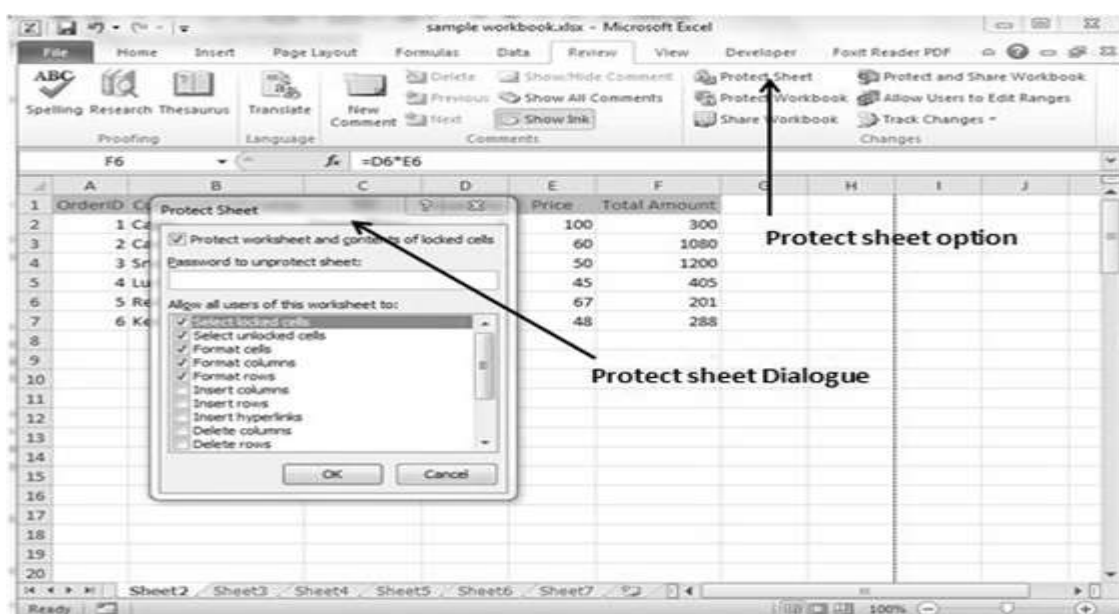 sample workbook.xlsx - Microsoft Excel
File Home Insert Page Layout Formulas Data Review View Developer Foxit Reader PDF
ABC
Spelling Research Thesaurus Translate New Comment
Delete
Previous
Next
Show/Hide Comment
Show All Comments
Show Ink
Protect Sheet
Protect Workbook
Share Workbook
Protect and Share Workbook
Allow Users to Edit Ranges
Track Changes
Proofing Language Comments Changes
F6 fx =D6*E6
A B C D E F G H I J
1 OrderID Price Total Amount
2 1 Ca 100 300
3 2 Ca 60 1080
4 3 Sn 50 1200
5 4 Lu 45 405
6 5 Re 67 201
7 6 Ke 48 288
8
9
10
11
12
13
14
15
16
17
18
19
20
Protect Sheet
Protect worksheet and contents of locked cells
Password to unprotect sheet:
Allow all users of this worksheet to:
Select locked cells
Select unlocked cells
Format cells
Format columns
Format rows
Insert columns
Insert rows
Insert hyperlinks
Delete columns
Delete rows
OK Cancel
Protect sheet option
Protect sheet Dialogue
Sheet2 Sheet3 Sheet4 Sheet5 Sheet6 Sheet7
Ready 100%